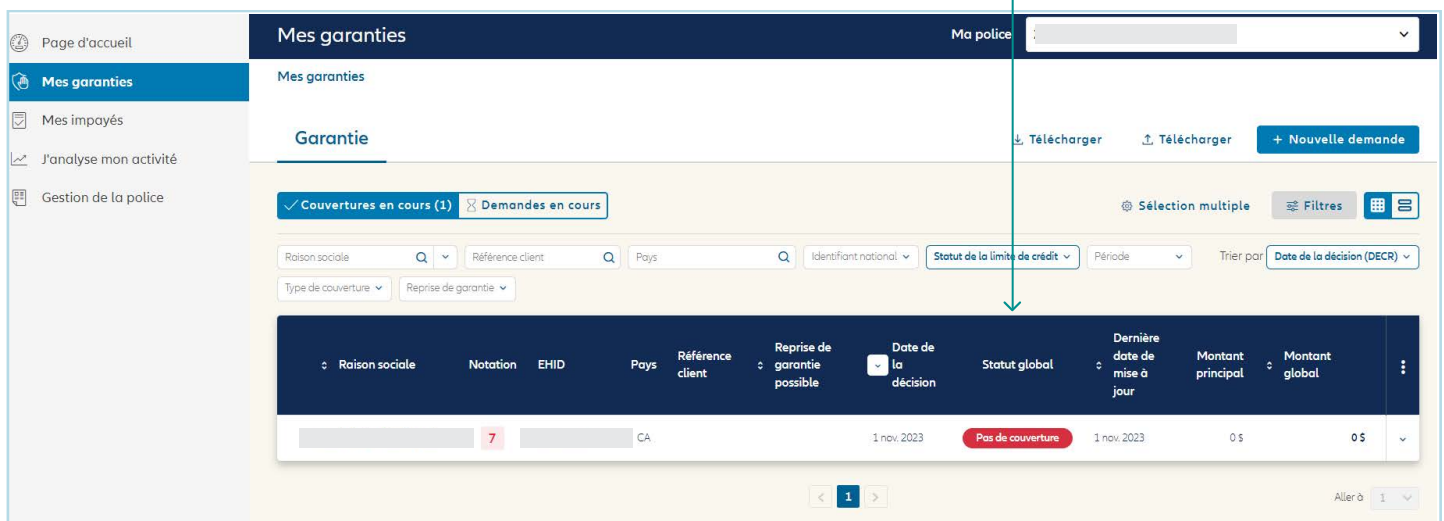 Page d'accueil
Mes garanties
Mes impayés
J'analyse mon activité
Gestion de la police
Mes garanties
Ma police
Mes garanties
Garantie
Télécharger
Télécharger
+ Nouvelle demande
Couvertures en cours (1)
Demandes en cours
Sélection multiple
Filtres
Raison sociale
Référence client
Pays
Identifiant national
Statut de la limite de crédit
Période
Trier par
Date de la décision (DECR)
Type de couverture
Reprise de garantie
Raison sociale
Notation
EHID
Pays
Référence
client
Reprise de
garantie
possible
Date de
la
décision
Statut global
Dernière
date de
mise à
jour
Montant
principal
Montant
global
7
CA
1 nov. 2023
Pas de couverture
1 nov. 2023
0 $
0 $
1
Aller à
1